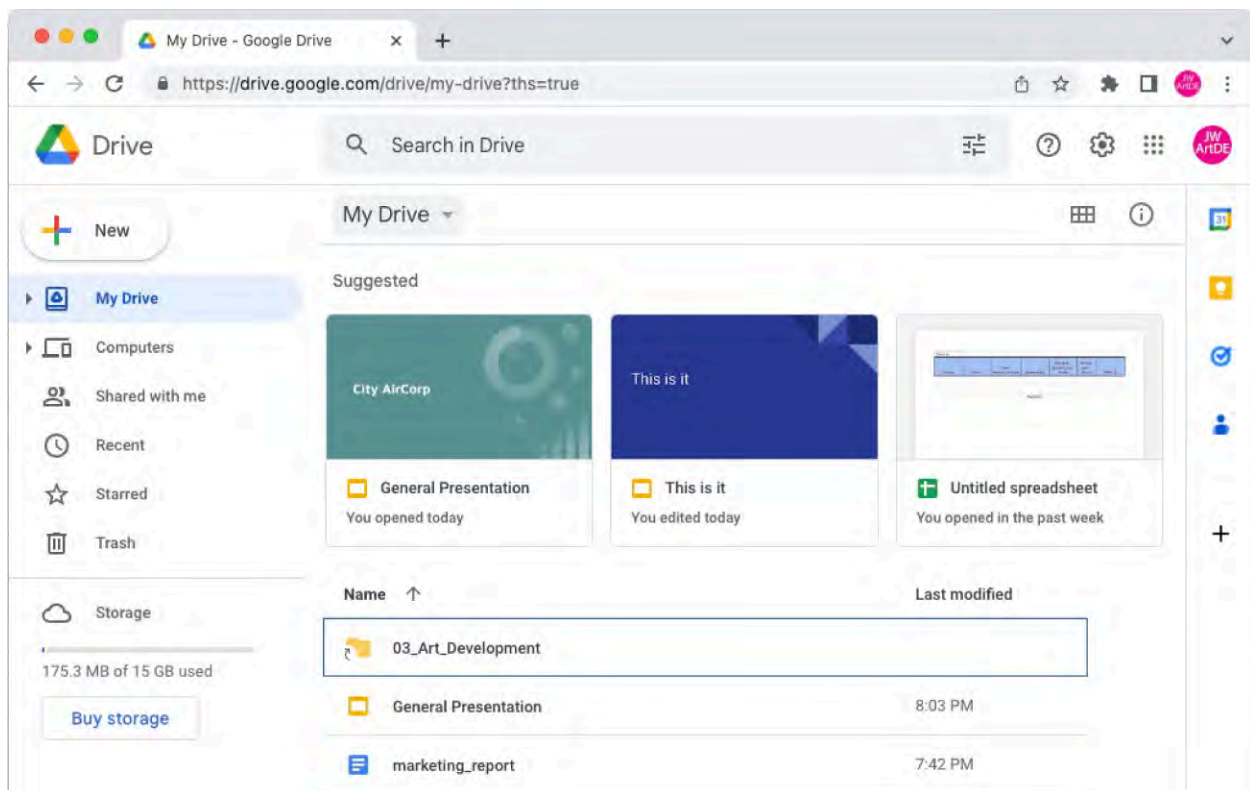 My Drive - Google Drive
https://drive.google.com/drive/my-drive?ths=true
JW
ArtDE
Drive
Search in Drive
JW
ArtDE
New
My Drive
Computers
Shared with me
Recent
Starred
Trash
Storage
175.3 MB of 15 GB used
Buy storage
My Drive
Suggested
City AirCorp
General Presentation
You opened today
This is it
This is it
You edited today
Untitled spreadsheet
You opened in the past week
Name
Last modified
03_Art_Development
General Presentation
8:03 PM
marketing_report
7:42 PM
31